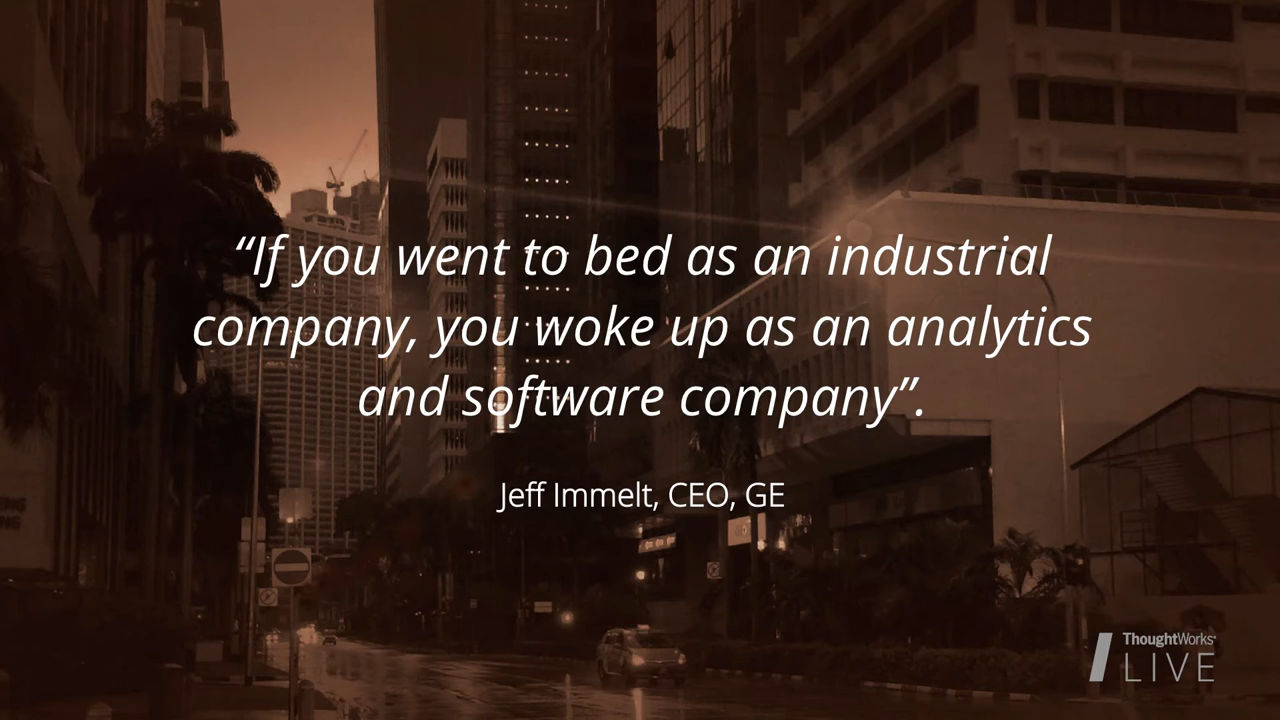 “If you went to bed as an industrial
company, you woke up as an analytics
and software company”.
Jeff Immelt, CEO, GE
ThoughtWorks®
LIVE